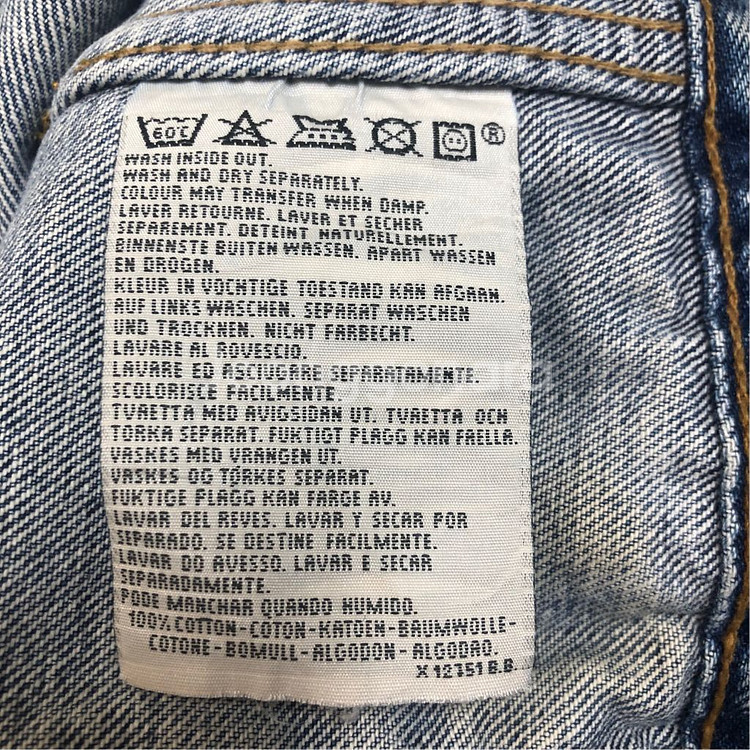 60°C ®
WASH INSIDE OUT.
WASH AND DRY SEPARATELY.
COLOUR MAY TRANSFER WHEN DAMP.
LAVER RETOURNE. LAVER ET SECHER
SEPAREMENT. DETEINT NATURELLEMENT.
BINNENSTE BUITEN WASSEN. APART WASSEN
EN DROGEN.
KLEUR IN VOCHTIGE TOESTAND KAN AFGAAN.
AUF LINKS WASCHEN. SEPARAT WASCHEN
UND TROCKNEN. NICHT FARBECHT.
LAVARE AL ROVESCIO.
LAVARE ED ASCIUGARE SEPARATAMENTE.
SCOLORISCE FACILMENTE.
TVAETTA MED AVIGSIDAN UT. TVAETTA OCH
TORKA SEPARAT. FUKTIGT PLAGG KAN FAELLA.
VASKES MED VRANGEN UT.
VASKES OG TØRKES SEPARAT.
FUKTIGE PLAGG KAN FARGE AV.
LAVAR DEL REVES. LAVAR Y SECAR POR
SEPARADO. SE DESTINE FACILMENTE.
LAVAR DO AVESSO. LAVAR E SECAR
SEPARADAMENTE.
PODE MANCHAR QUANDO HUMIDO.
100% COTTON-COTON-KATOEN-BAUMWOLLE-
COTONE-BOMULL-ALGODON-ALGODAO.
X 12351 B.B.